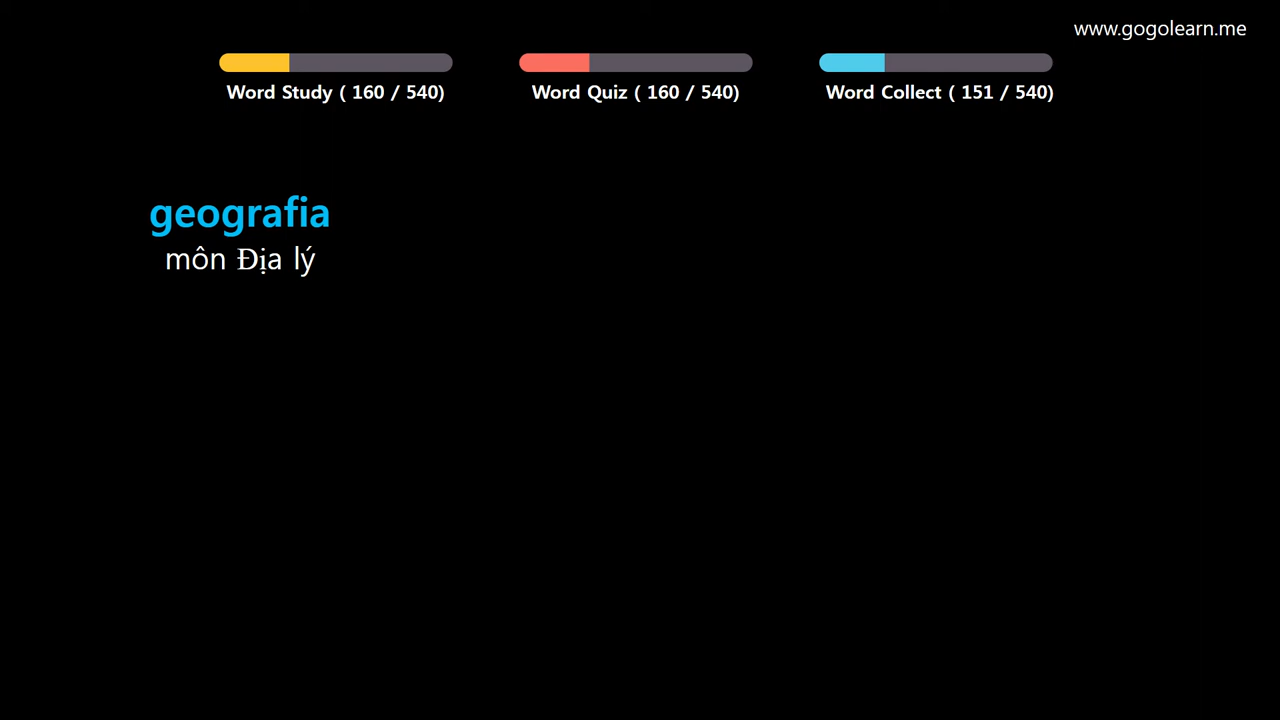 www.gogolearn.me
Word Study ( 160 / 540)
Word Quiz ( 160 / 540)
Word Collect ( 151 / 540)
geografia
môn Địa lý